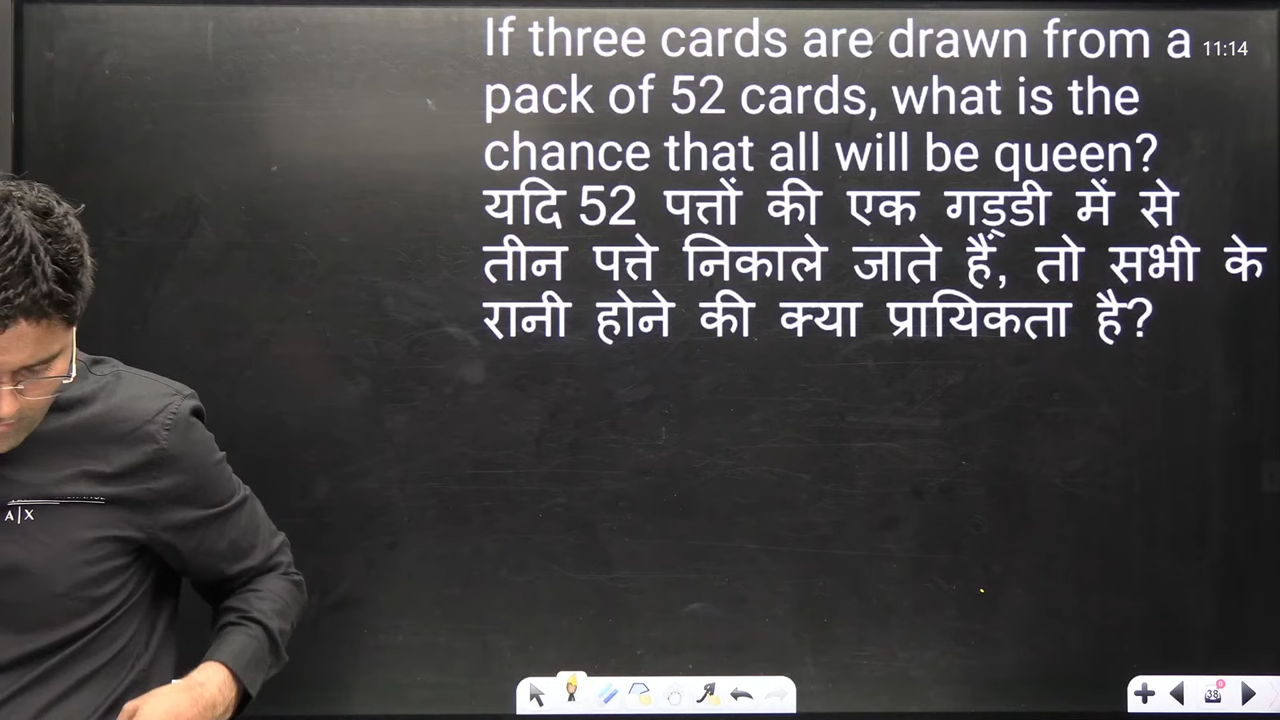 If three cards are drawn from a
11:14
pack of 52 cards, what is the
chance that all will be queen?
यदि 52 पत्तों की एक गड्डी में से
तीन पत्ते निकाले जाते हैं, तो सभी के
रानी होने की क्या प्रायिकता है?
A|X
38